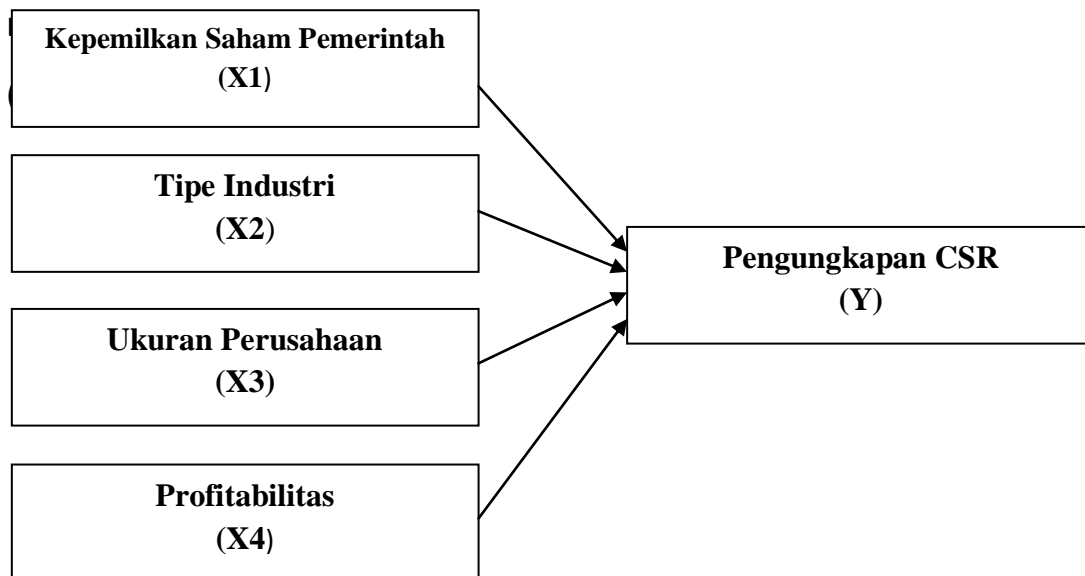 Kepemilkan Saham Pemerintah
(X1)
Tipe Industri
(X2)
Ukuran Perusahaan
(X3)
Profitabilitas
(X4)
Pengungkapan CSR
(Y)